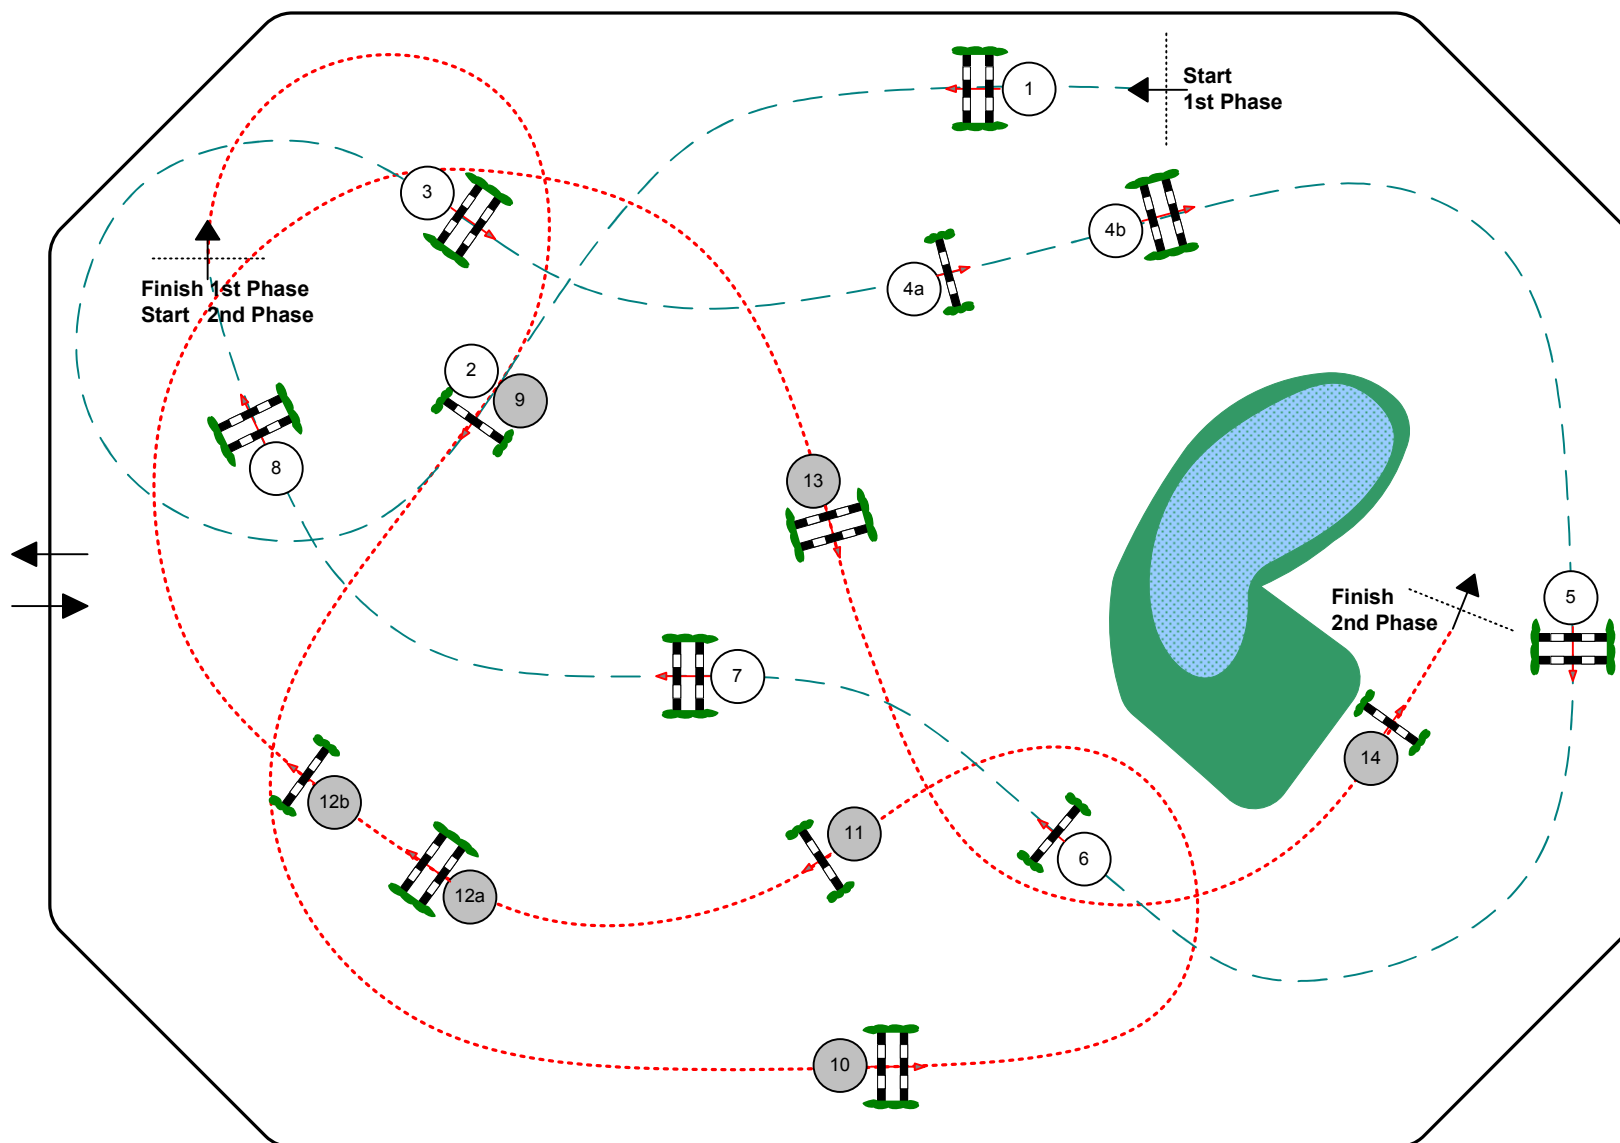 1
Start
1st Phase
3
4b
4a
Finish 1st Phase
Start 2nd Phase
2
9
8
13
Finish
2nd Phase
5
7
14
12b
11
6
12a
10